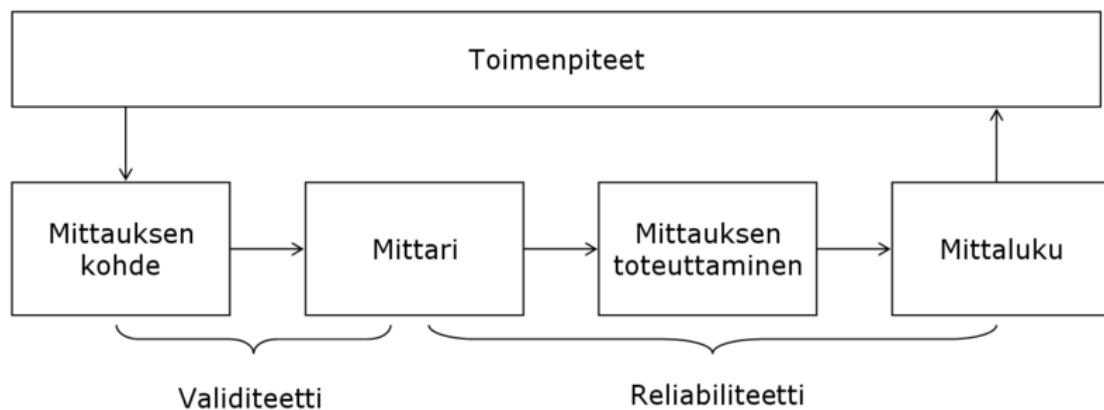 Toimenpiteet
Mittauksen
kohde
Mittari
Mittauksen
toteuttaminen
Mittaluku
Validiteetti
Reliabiliteetti